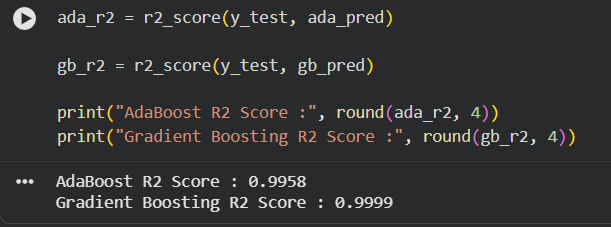 ada_r2 = r2_score(y_test, ada_pred)
gb_r2 = r2_score(y_test, gb_pred)
print("AdaBoost R2 Score :", round(ada_r2, 4))
print("Gradient Boosting R2 Score :", round(gb_r2, 4))
AdaBoost R2 Score : 0.9958
Gradient Boosting R2 Score : 0.9999